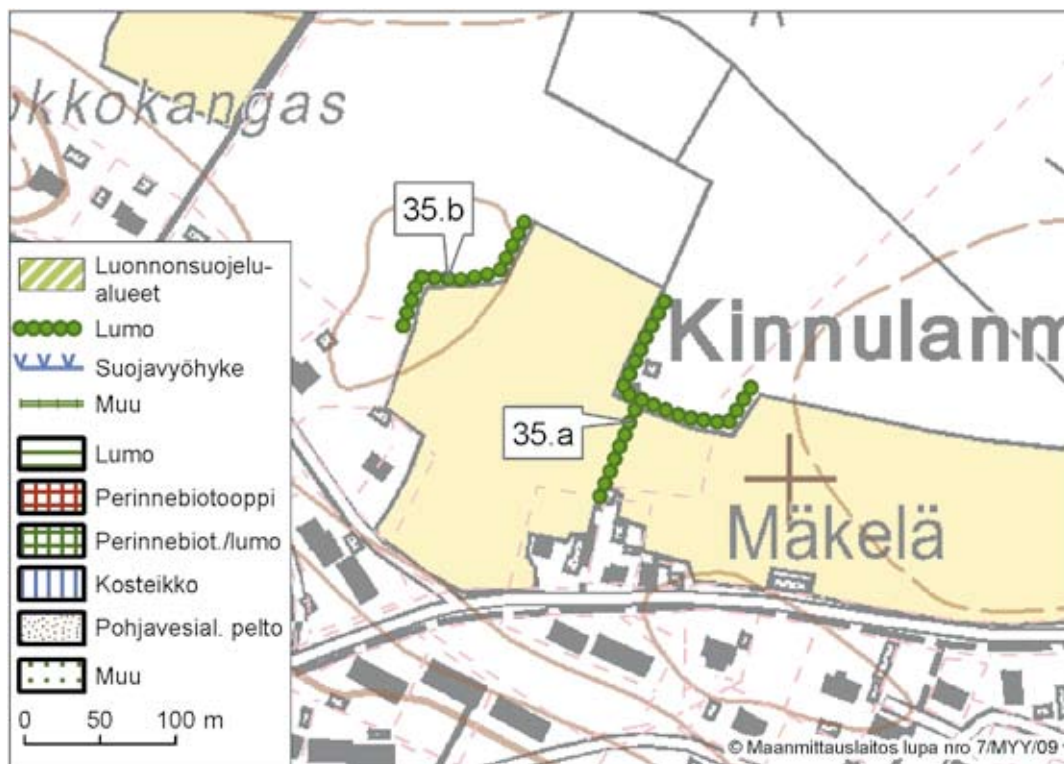 okkokangas
35.b
Kinnulanm
35.a
Mäkelä
Luonnonsuojelu-
alueet
Lumo
Suojavyöhyke
Muu
Lumo
Perinnebiotooppi
Perinnebiot./lumo
Kosteikko
Pohjavesial. pelto
Muu
0 50 100 m
© Maanmittauslaitos lupa nro 7/MYY/09